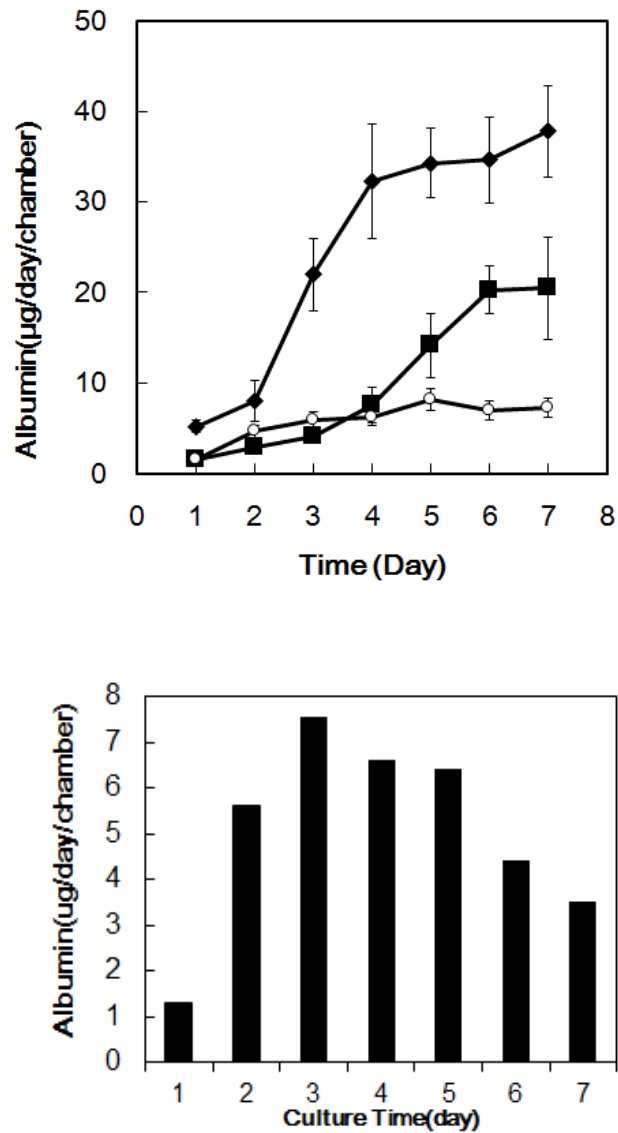 50
40
30
20
10
0
Albumin(µg/day/chamber)
0 1 2 3 4 5 6 7 8
Time (Day)
8
7
6
5
4
3
2
1
0
Albumin(ug/day/chamber)
1 2 3 4 5 6 7
Culture Time(day)